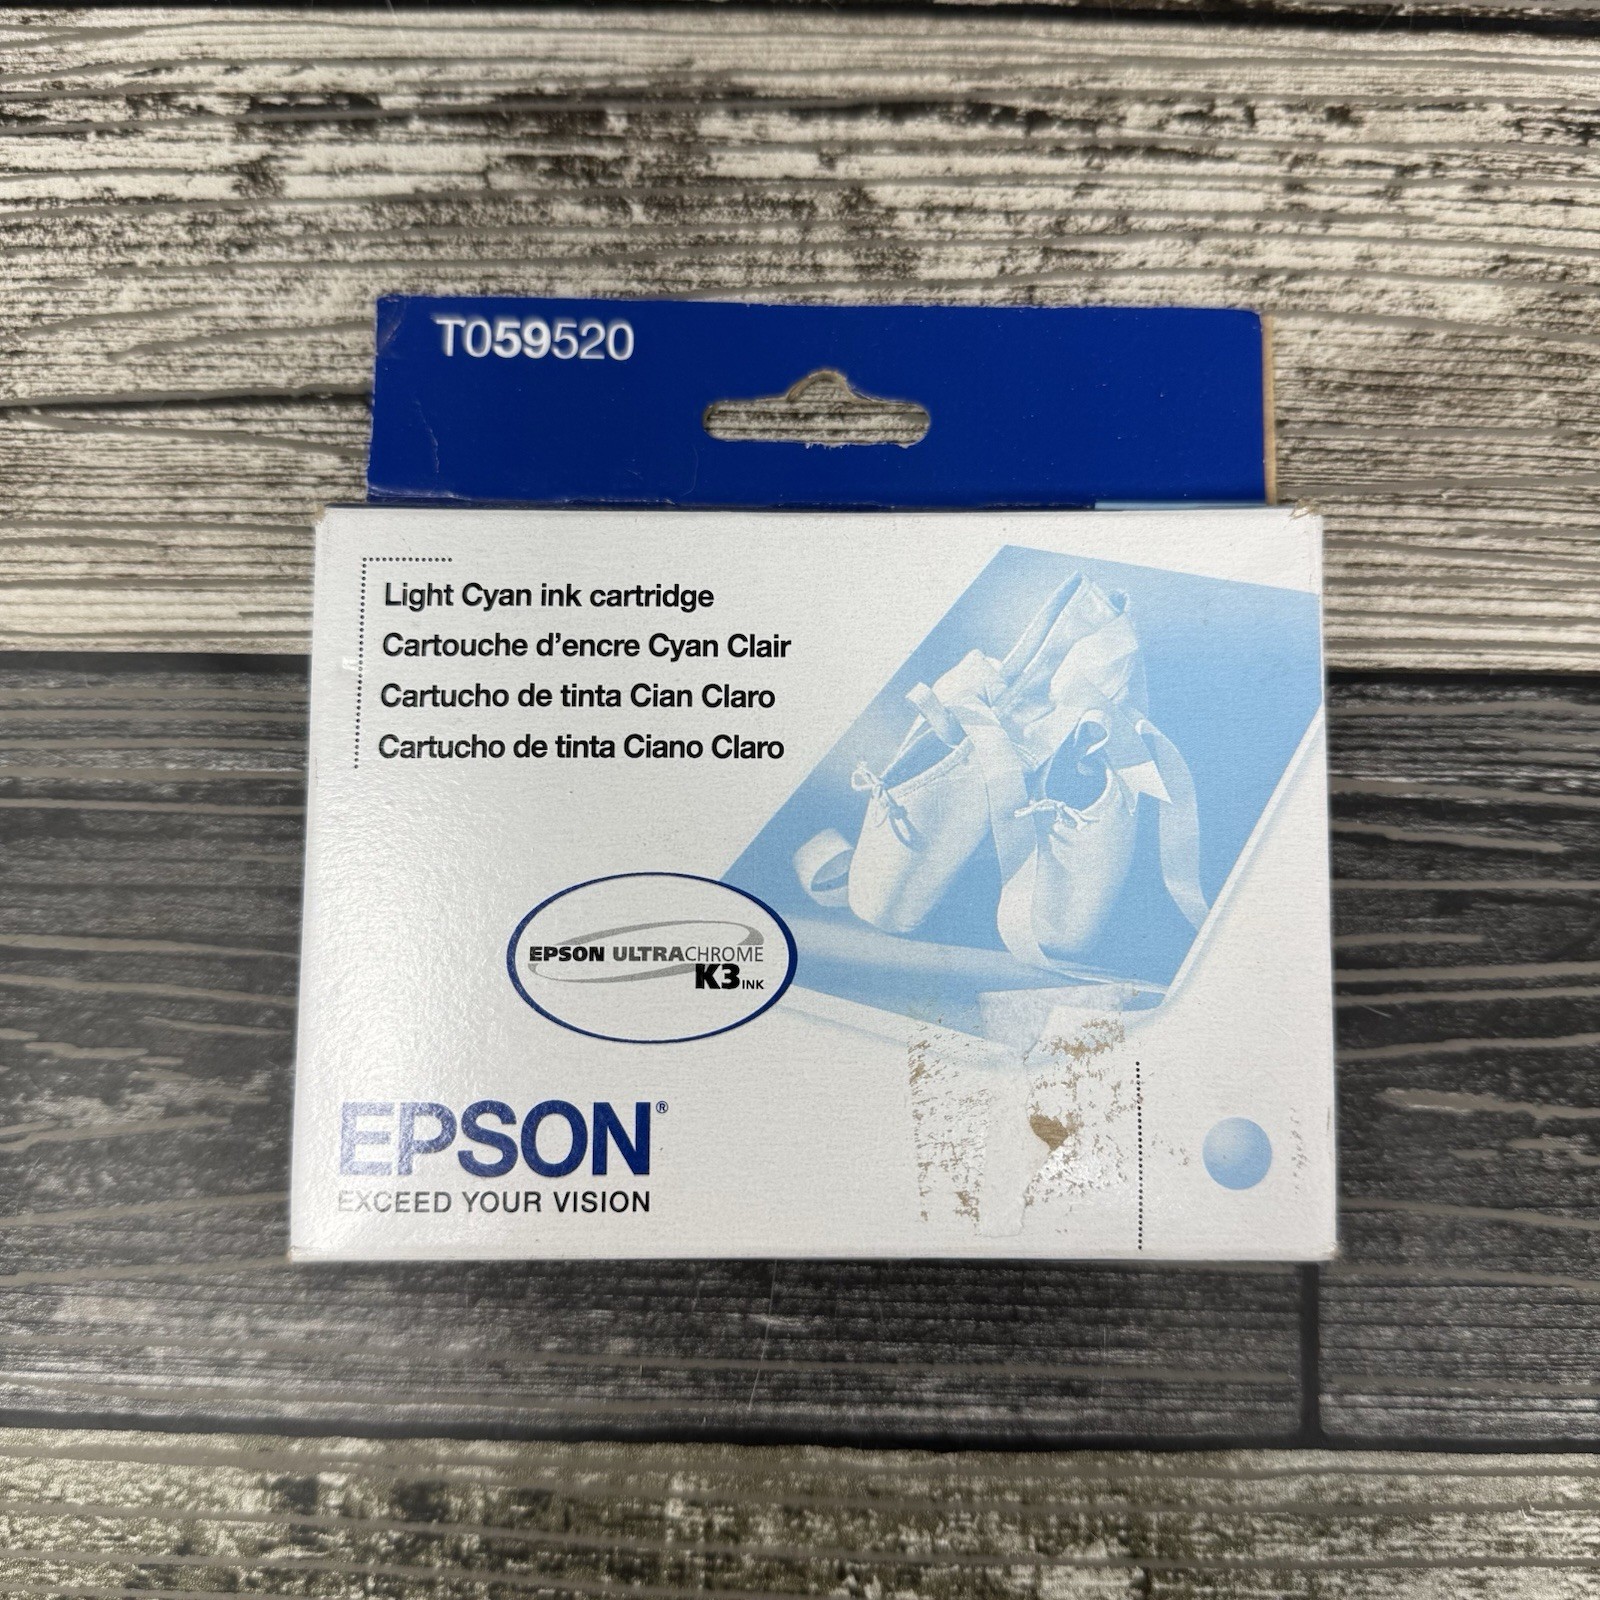 T059520
Light Cyan ink cartridge
Cartouche d'encre Cyan Clair
Cartucho de tinta Cian Claro
Cartucho de tinta Ciano Claro
EPSON ULTRACHROME
K3 INK
EPSON®
EXCEED YOUR VISION